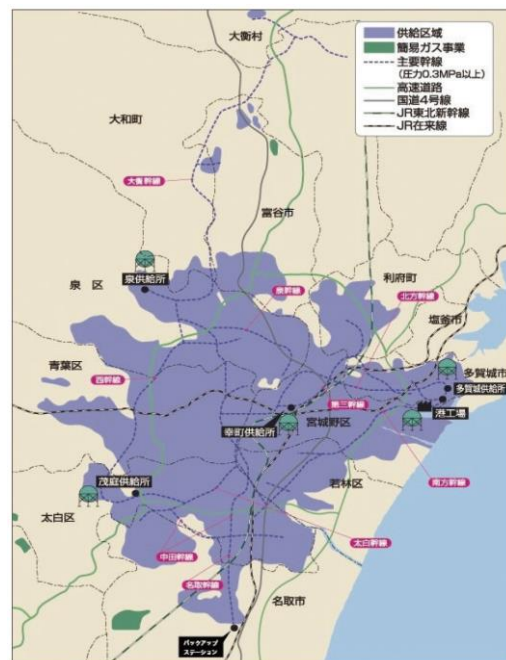 大衡村
供給区域
簡易ガス事業
主要幹線
(圧力0.3MPa以上)
高速道路
国道4号線
JR東北新幹線
JR在来線
大和町
大衡幹線
富谷市
泉供給所
泉 区
利府町
泉幹線
北方幹線
塩釜市
青葉区
四幹線
多賀城市
多賀城供給所
第三幹線
港工場
幸町供給所
宮城野区
若林区
南方幹線
茂庭供給所
太白区
太白幹線
中田幹線
名取幹線
名取市
バックアップ
ステーション